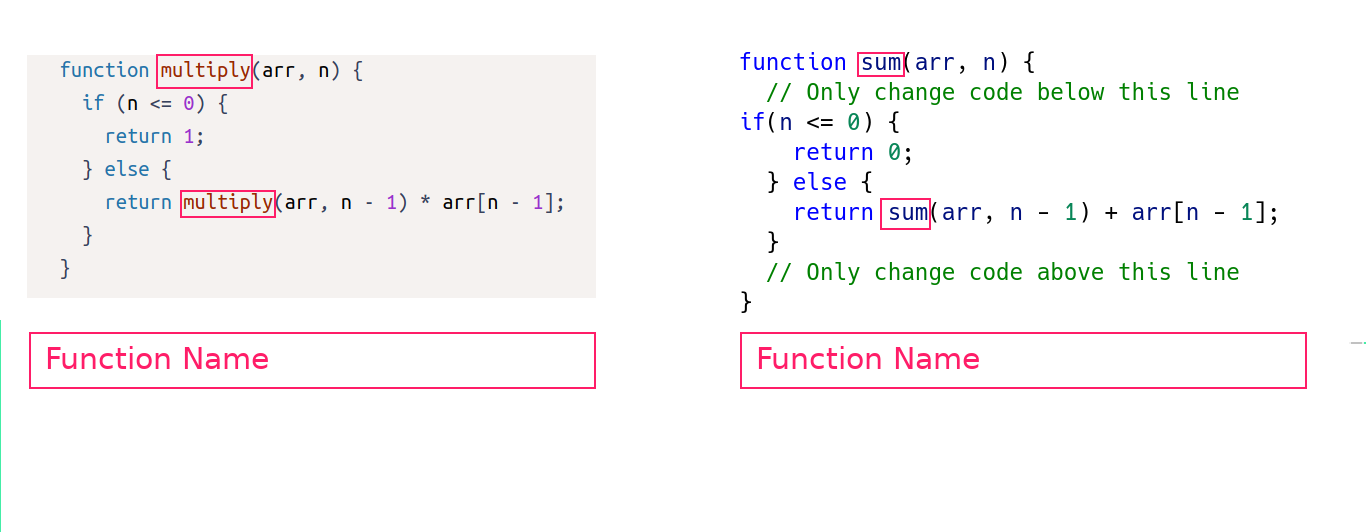 function multiply(arr, n) {
if (n <= 0) {
return 1;
} else {
return multiply(arr, n - 1) * arr[n - 1];
}
}
Function Name
function sum(arr, n) {
// Only change code below this line
if(n <= 0) {
return 0;
} else {
return sum(arr, n - 1) + arr[n - 1];
}
// Only change code above this line
}
Function Name